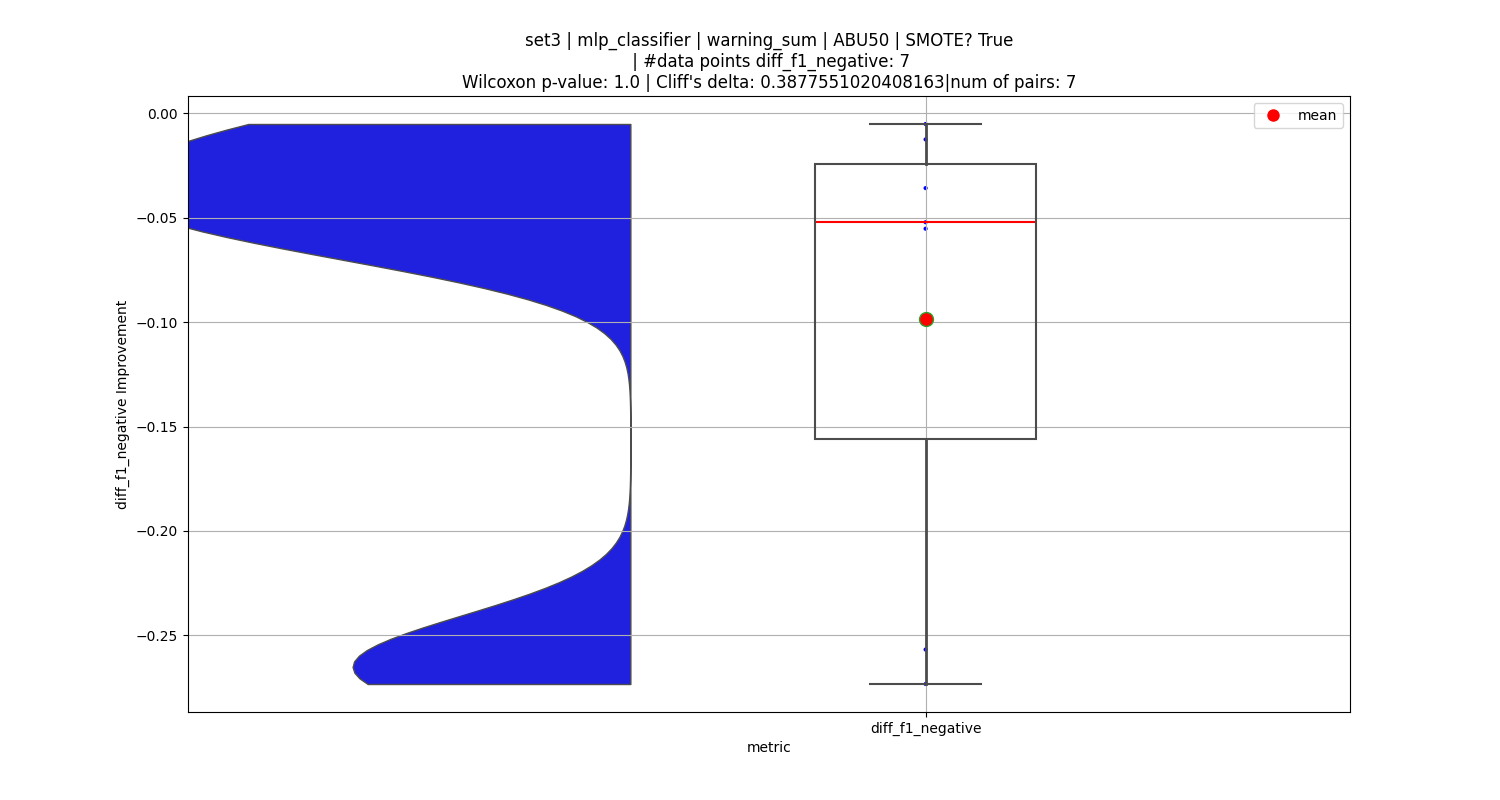 set3 | mlp_classifier | warning_sum | ABU50 | SMOTE? True
| #data points diff_f1_negative: 7
Wilcoxon p-value: 1.0 | Cliff's delta: 0.3877551020408163|num of pairs: 7
mean
0.00
−0.05
−0.10
−0.15
−0.20
−0.25
diff_f1_negative Improvement
diff_f1_negative
metric